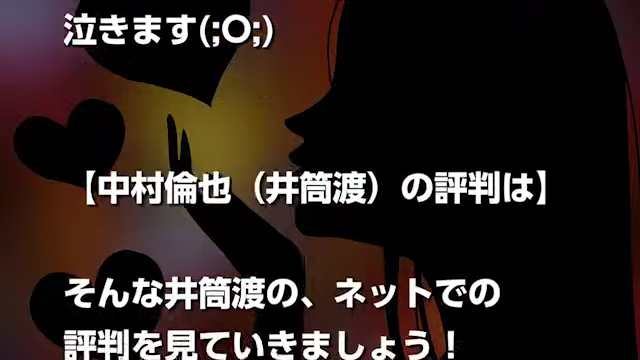 泣きます(;O;)
【中村倫也（井筒渡）の評判は】
そんな井筒渡の、ネットでの
評判を見ていきましょう！